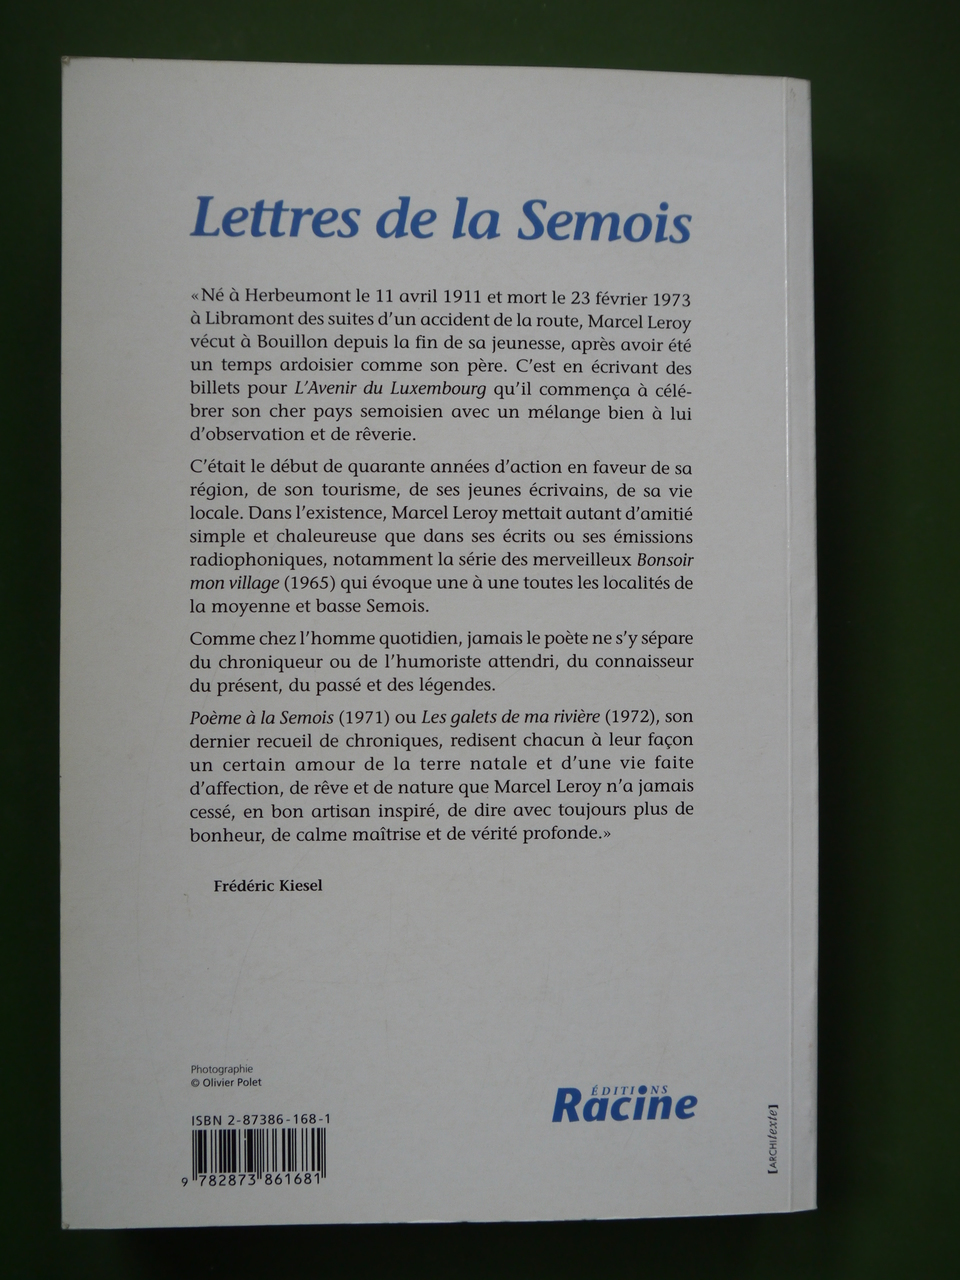 Lettres de la Semois
«Né à Herbeumont le 11 avril 1911 et mort le 23 février 1973
à Libramont des suites d'un accident de la route, Marcel Leroy
vécut à Bouillon depuis la fin de sa jeunesse, après avoir été
un temps ardoisier comme son père. C'est en écrivant des
billets pour L'Avenir du Luxembourg qu'il commença à célé-
brer son cher pays semoisien avec un mélange bien à lui
d'observation et de rêverie.
C'était le début de quarante années d'action en faveur de sa
région, de son tourisme, de ses jeunes écrivains, de sa vie
locale. Dans l'existence, Marcel Leroy mettait autant d'amitié
simple et chaleureuse que dans ses écrits ou ses émissions
radiophoniques, notamment la série des merveilleux Bonsoir
mon village (1965) qui évoque une à une toutes les localités de
la moyenne et basse Semois.
Comme chez l'homme quotidien, jamais le poète ne s'y sépare
du chroniqueur ou de l'humoriste attendri, du connaisseur
du présent, du passé et des légendes.
Poème à la Semois (1971) ou Les galets de ma rivière (1972), son
dernier recueil de chroniques, redisent chacun à leur façon
un certain amour de la terre natale et d'une vie faite
d'affection, de rêve et de nature que Marcel Leroy n'a jamais
cessé, en bon artisan inspiré, de dire avec toujours plus de
bonheur, de calme maîtrise et de vérité profonde.»
Frédéric Kiesel
Photographie
© Olivier Polet
ÉDITIONS
Racine
ISBN 2-87386-168-1
9 782873 861681
[ARCHItexte]